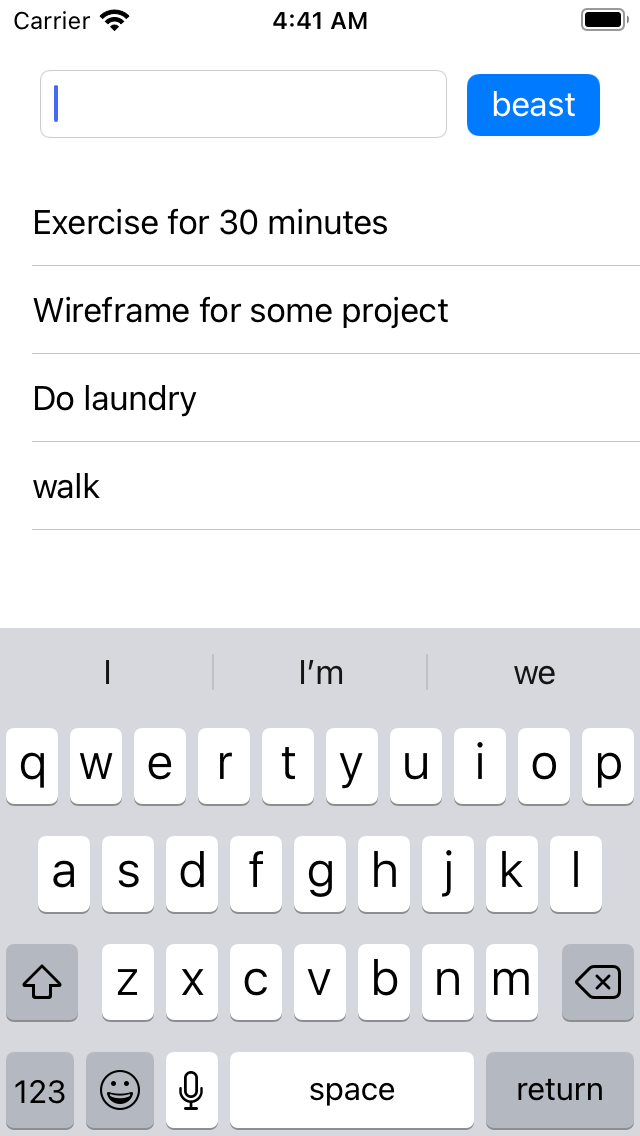 Carrier 4:41 AM
beast
Exercise for 30 minutes
Wireframe for some project
Do laundry
walk
I I’m we
q w e r t y u i o p
a s d f g h j k l
z x c v b n m
123 space return